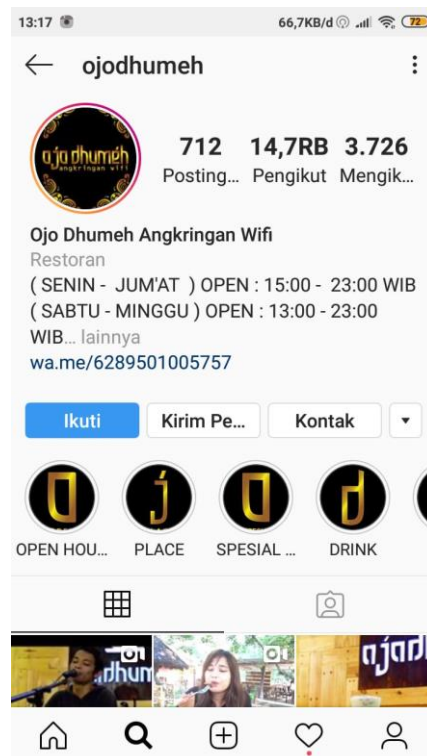 13:17 66,7KB/d 72
ojodhumeh
ojo dhumeh
angkringan wifi
712 14,7RB 3.726
Posting... Pengikut Mengik...
Ojo Dhumeh Angkringan Wifi
Restoran
( SENIN - JUM'AT ) OPEN : 15:00 - 23:00 WIB
( SABTU - MINGGU ) OPEN : 13:00 - 23:00
WIB... lainnya
wa.me/6289501005757
Ikuti Kirim Pe... Kontak
O j O d
OPEN HOU... PLACE SPESIAL ... DRINK
dhum ojod